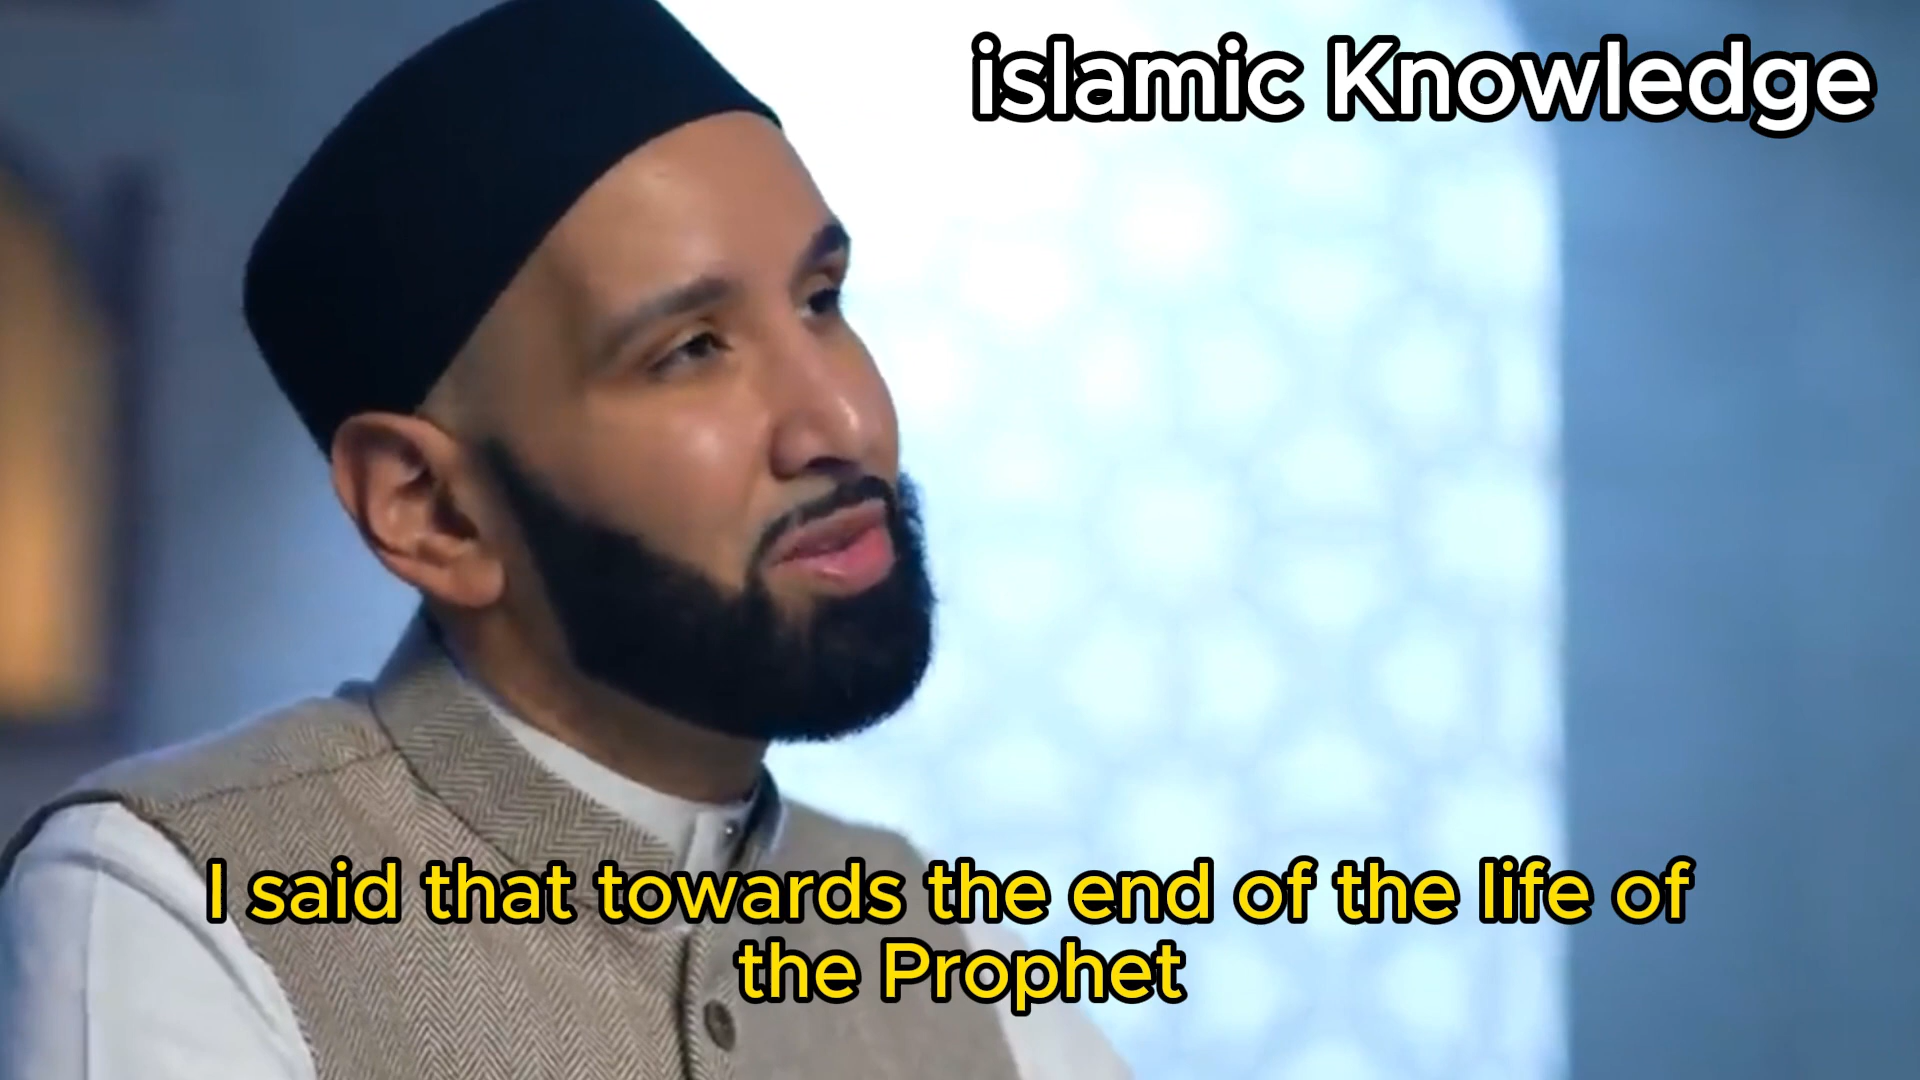 islamic Knowledge
I said that towards the end of the life of
the Prophet